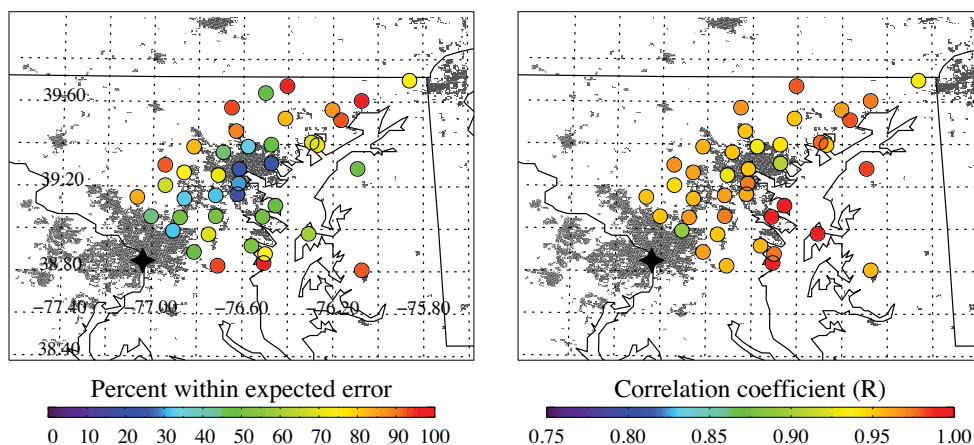 39.60
39.20
38.80
−77.40 −77.00 −76.60 −76.20 −75.80
38.40
Percent within expected error
0 10 20 30 40 50 60 70 80 90 100
Correlation coefficient (R)
0.75 0.80 0.85 0.90 0.95 1.00